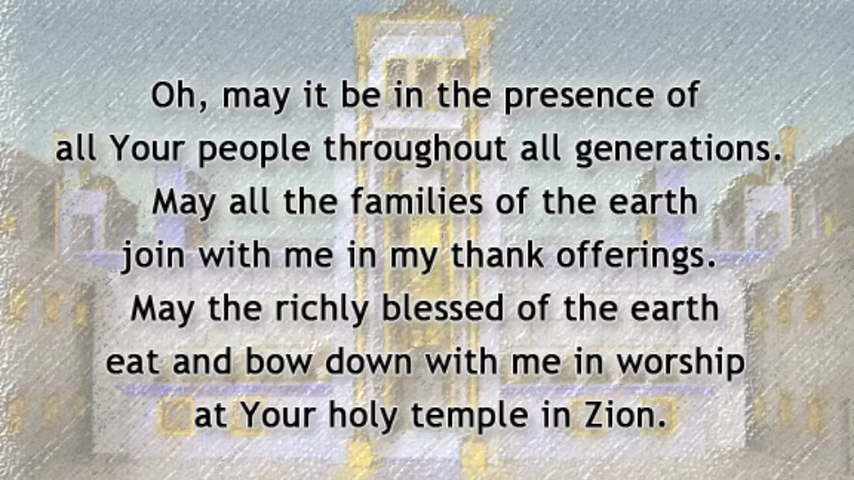 Oh, may it be in the presence of
all Your people throughout all generations.
May all the families of the earth
join with me in my thank offerings.
May the richly blessed of the earth
eat and bow down with me in worship
at Your holy temple in Zion.